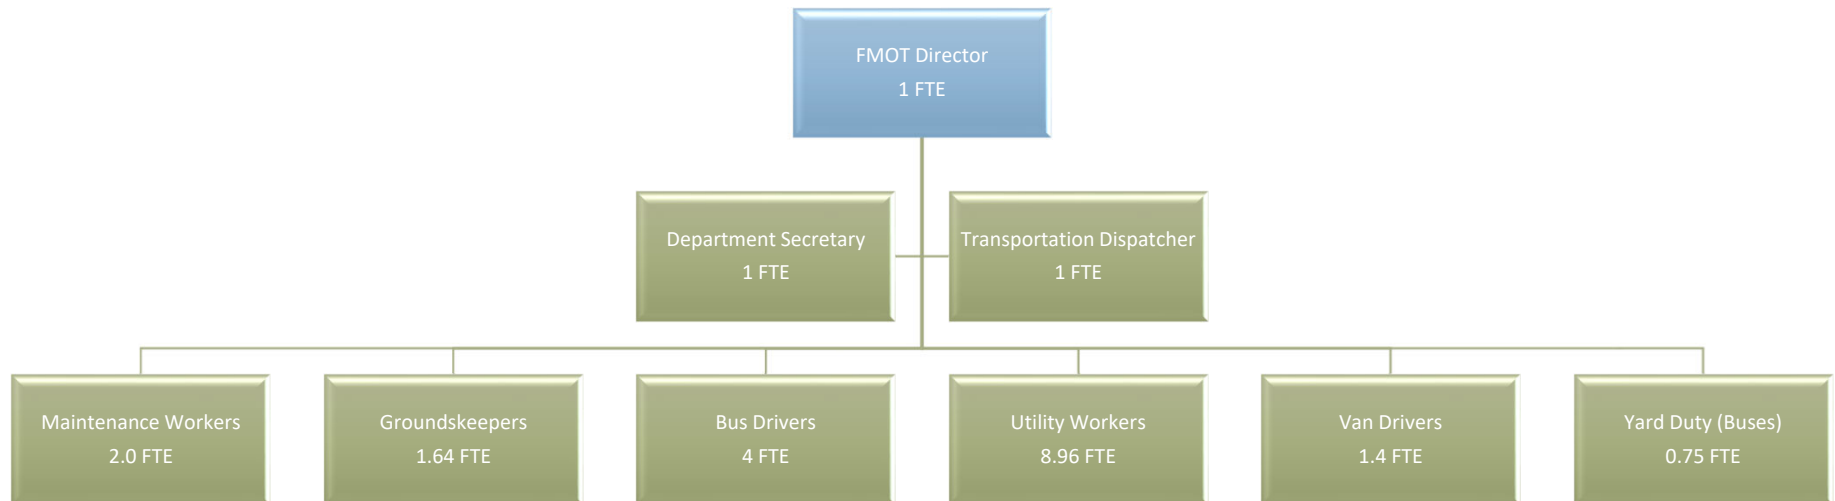 FMOT Director
1 FTE
Department Secretary
1 FTE
Transportation Dispatcher
1 FTE
Maintenance Workers
2.0 FTE
Groundskeepers
1.64 FTE
Bus Drivers
4 FTE
Utility Workers
8.96 FTE
Van Drivers
1.4 FTE
Yard Duty (Buses)
0.75 FTE